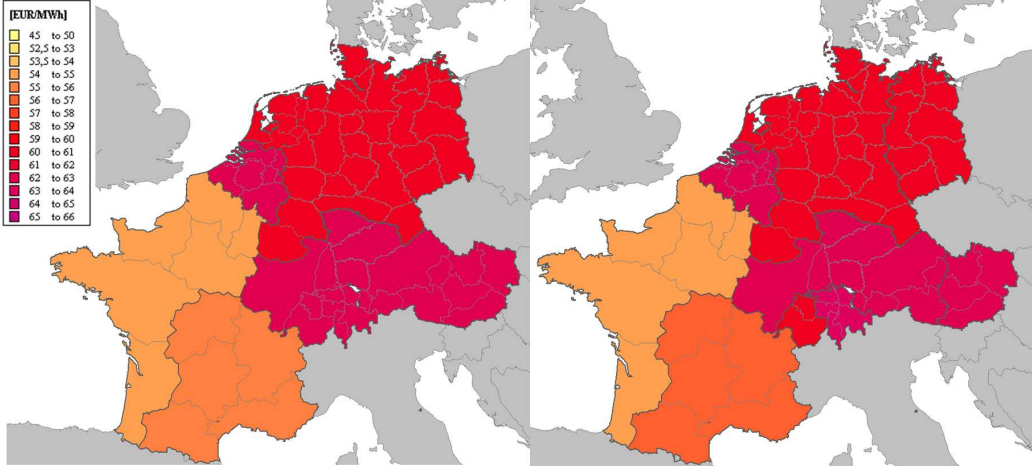 [EUR/MWh]
45 to 50
52,5 to 53
53,5 to 54
54 to 55
55 to 56
56 to 57
57 to 58
58 to 59
59 to 60
60 to 61
61 to 62
62 to 63
63 to 64
64 to 65
65 to 66